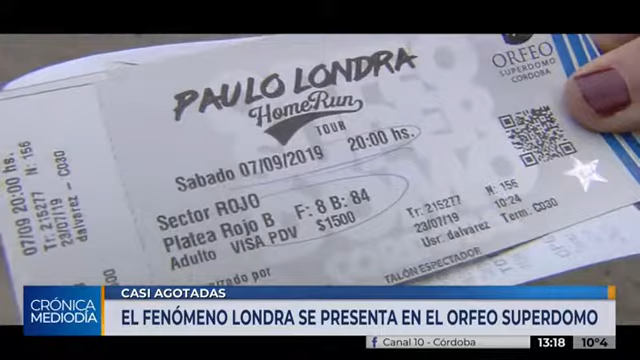 ORFEO
SUPERDOMO
CÓRDOBA
PAULO LONDRA
HomeRun
TOUR
Sabado 07/09/2019 20:00 hs.
Sector ROJO
Platea Rojo B F: 8 B: 84
Adulto VISA PDV $1500
Tr: 215277 N: 156
23/07/19 10:24
Usr: dalvarez Term: C030
TALÓN ESPECTADOR
07/09 20:00 hs.
Tr: 215277 N: 156
23/07/19
dalvarez - C030
CRÓNICA
MEDIODÍA
CASI AGOTADAS
EL FENÓMENO LONDRA SE PRESENTA EN EL ORFEO SUPERDOMO
f Canal 10 - Córdoba 13:18 10°4